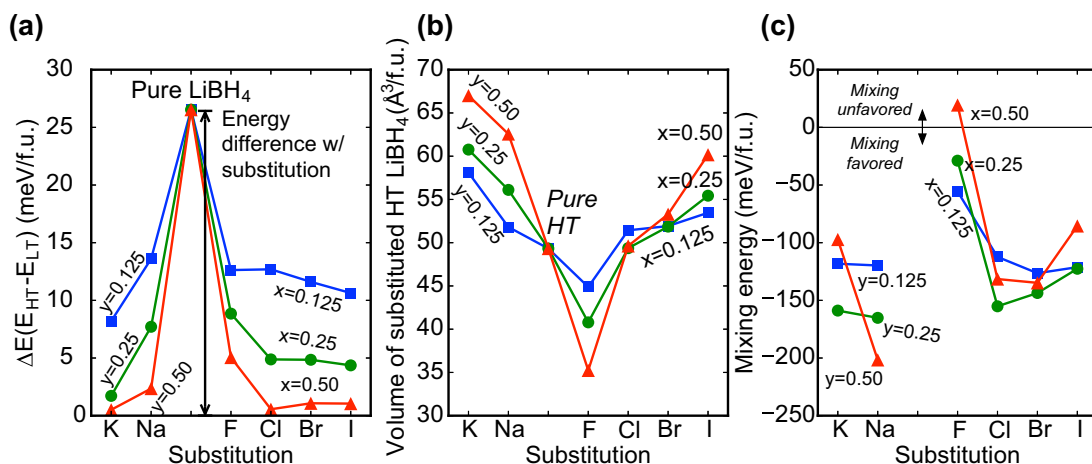 (a)
Pure LiBH4
Energy
difference w/
substitution
y=0.125
y=0.25
y=0.50
x=0.125
x=0.25
x=0.50
30
25
20
15
10
5
0
ΔE(EHT-ELT) (meV/f.u.)
K Na F Cl Br I
Substitution
(b)
y=0.50
y=0.25
y=0.125
Pure
HT
x=0.50
x=0.25
x=0.125
70
65
60
55
50
45
40
35
30
Volume of substituted HT LiBH4(Å3/f.u.)
K Na F Cl Br I
Substitution
(c)
Mixing
unfavored
Mixing
favored
x=0.50
x=0.25
x=0.125
y=0.125
y=0.25
y=0.50
50
0
−50
−100
−150
−200
−250
Mixing energy (meV/f.u.)
K Na F Cl Br I
Substitution